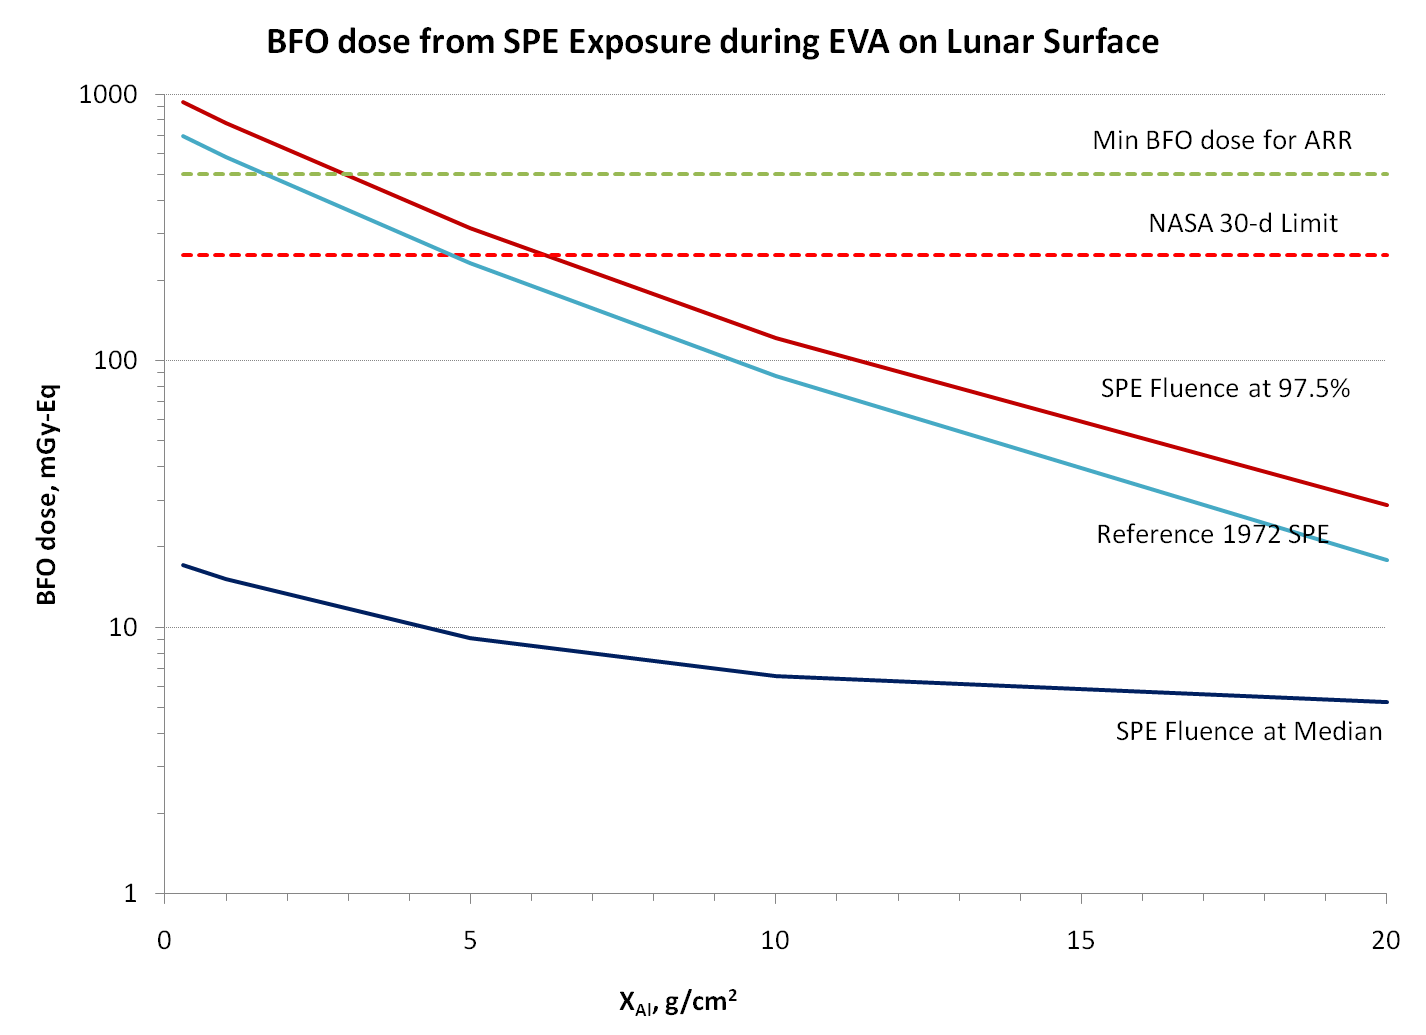 BFO dose from SPE Exposure during EVA on Lunar Surface
1000
Min BFO dose for ARR
NASA 30-d Limit
100
SPE Fluence at 97.5%
BFO dose, mGy-Eq
Reference 1972 SPE
10
SPE Fluence at Median
1
0 5 10 15 20
X_Al, g/cm²